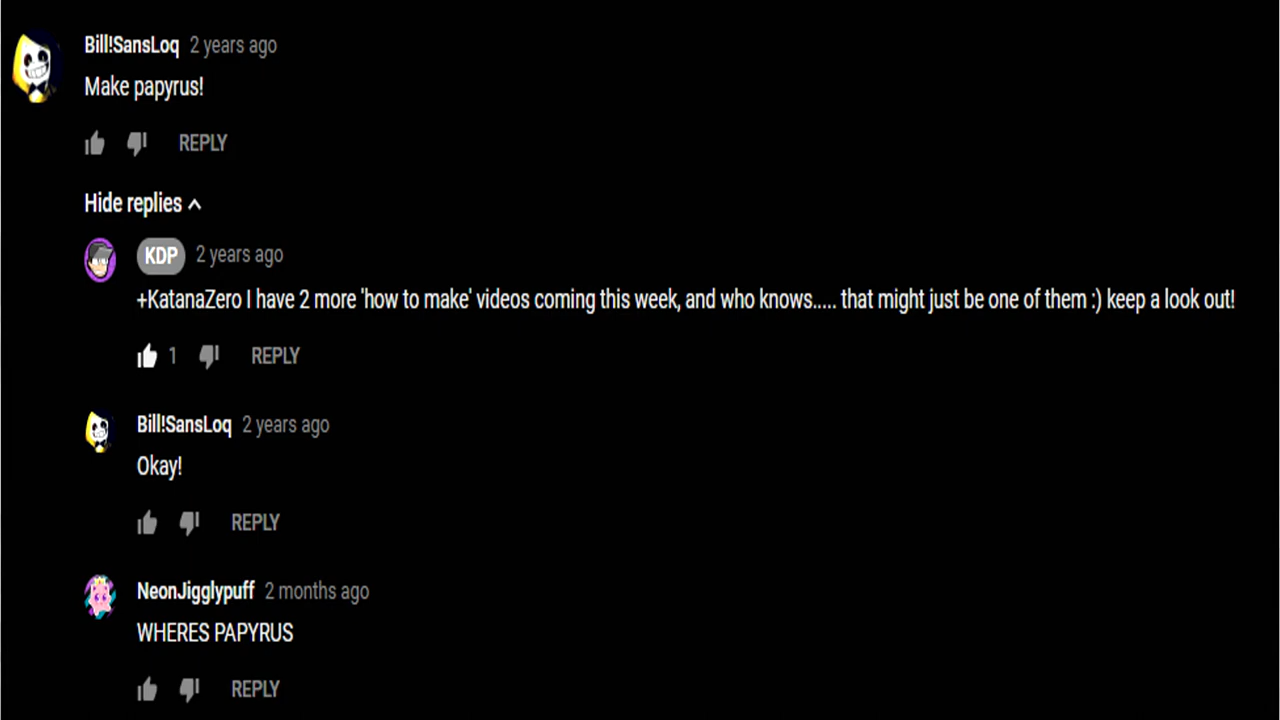 Bill!SansLoq 2 years ago
Make papyrus!
REPLY
Hide replies
KDP 2 years ago
+KatanaZero I have 2 more 'how to make' videos coming this week, and who knows..... that might just be one of them :) keep a look out!
1 REPLY
Bill!SansLoq 2 years ago
Okay!
REPLY
NeonJigglypuff 2 months ago
WHERES PAPYRUS
REPLY